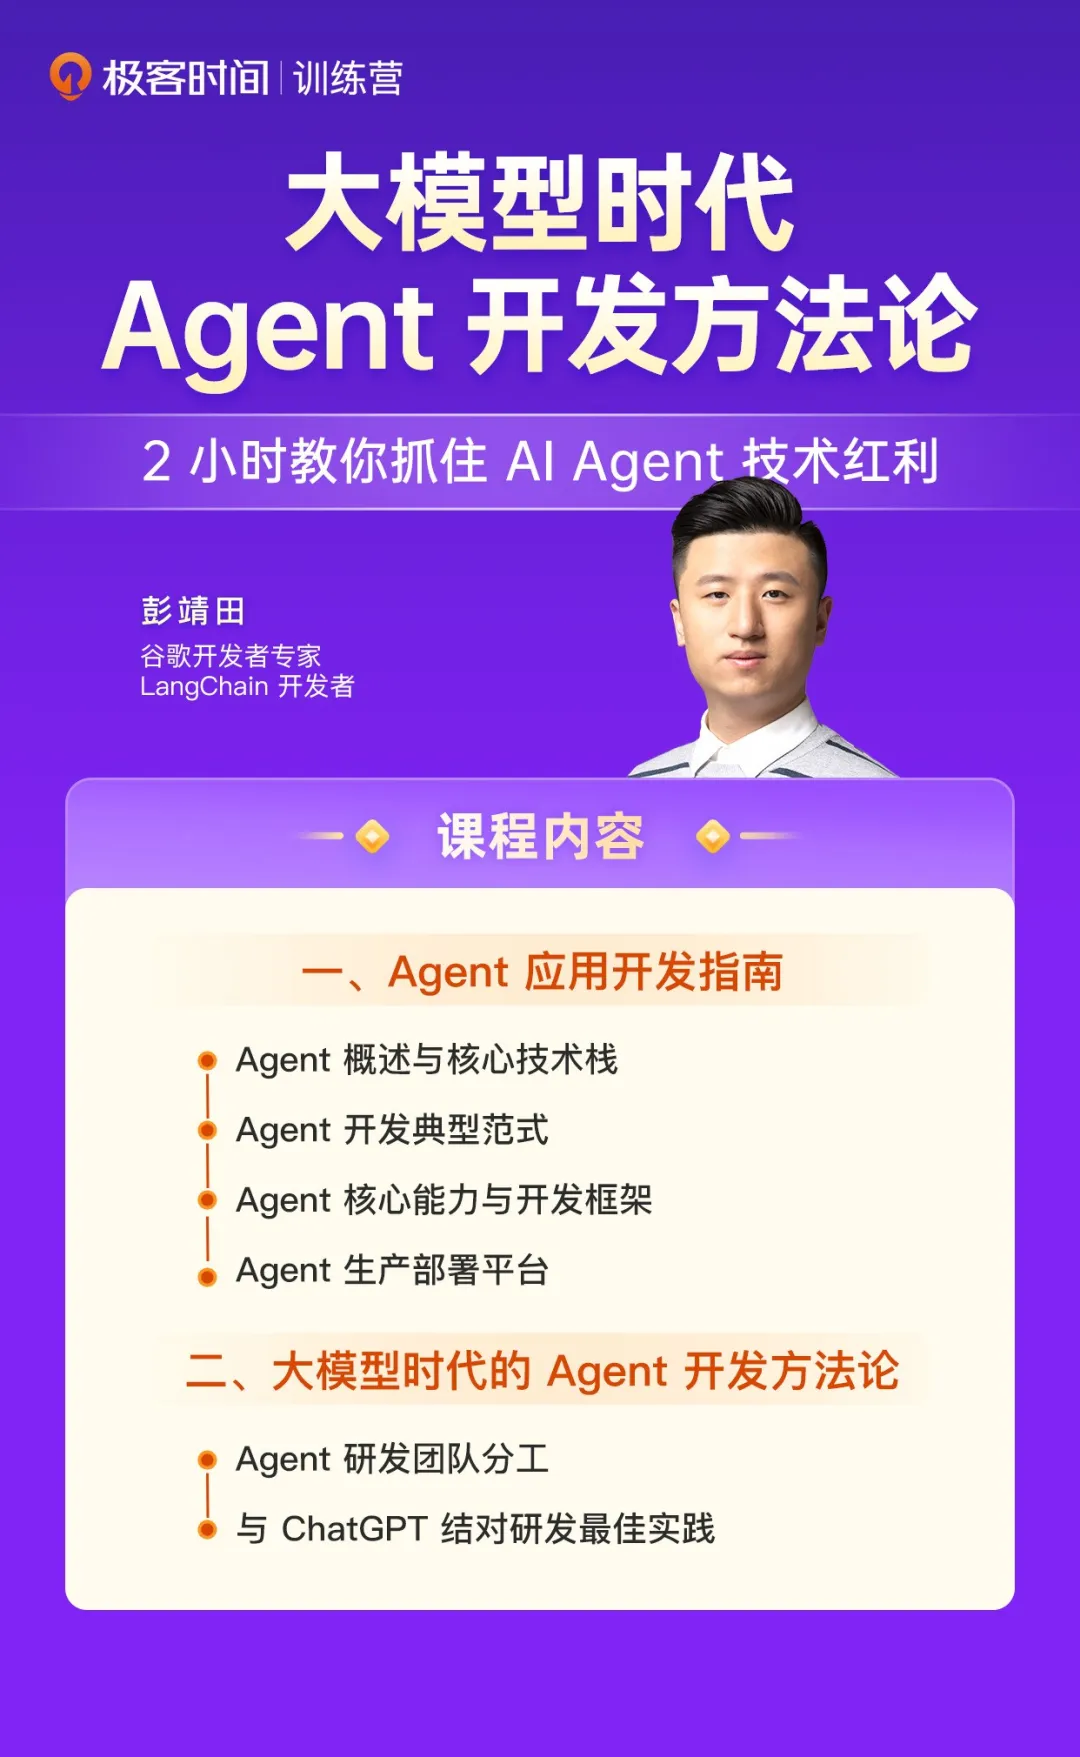 极客时间 | 训练营
大模型时代
Agent 开发方法论
2 小时教你抓住 AI Agent 技术红利
彭靖田
谷歌开发者专家
LangChain 开发者
课程内容
一、Agent 应用开发指南
Agent 概述与核心技术栈
Agent 开发典型范式
Agent 核心能力与开发框架
Agent 生产部署平台
二、大模型时代的 Agent 开发方法论
Agent 研发团队分工
与 ChatGPT 结对研发最佳实践